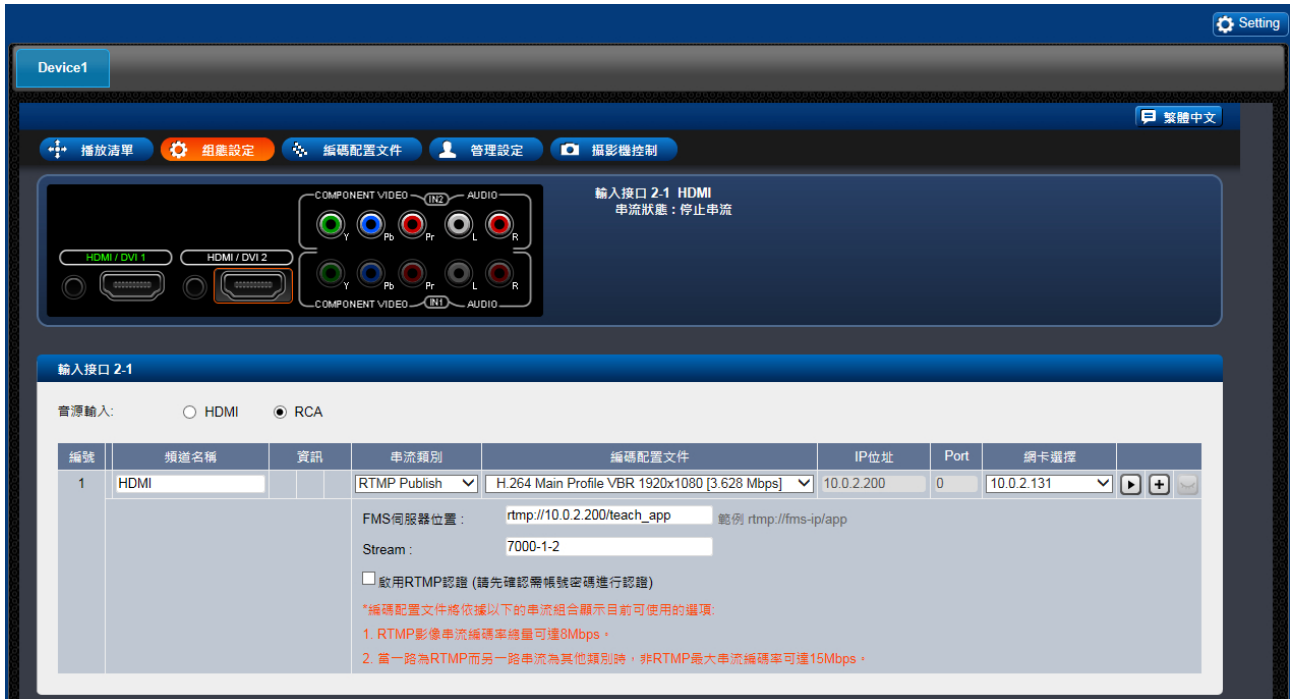 Setting
Device1
繁體中文
播放清單 組態設定 編碼配置文件 管理設定 攝影機控制
COMPONENT VIDEO IN2 AUDIO
Y Pb Pr L R
HDMI / DVI 1 HDMI / DVI 2
Y Pb Pr L R
COMPONENT VIDEO IN1 AUDIO
輸入接口 2-1 HDMI
串流狀態 : 停止串流
輸入接口 2-1
音源輸入: HDMI RCA
編號 頻道名稱 資訊 串流類別 編碼配置文件 IP位址 Port 網卡選擇
1 HDMI RTMP Publish H.264 Main Profile VBR 1920x1080 [3.628 Mbps] 10.0.2.200 0 10.0.2.131
FMS伺服器位置 : rtmp://10.0.2.200/teach_app 範例 rtmp://fms-ip/app
Stream : 7000-1-2
啟用RTMP認證 (請先確認需帳號密碼進行認證)
*編碼配置文件將依據以下的串流組合顯示目前可使用的選項:
1. RTMP影像串流編碼率總量可達8Mbps。
2. 當一路為RTMP而另一路串流為其他類別時，非RTMP最大串流編碼率可達15Mbps。